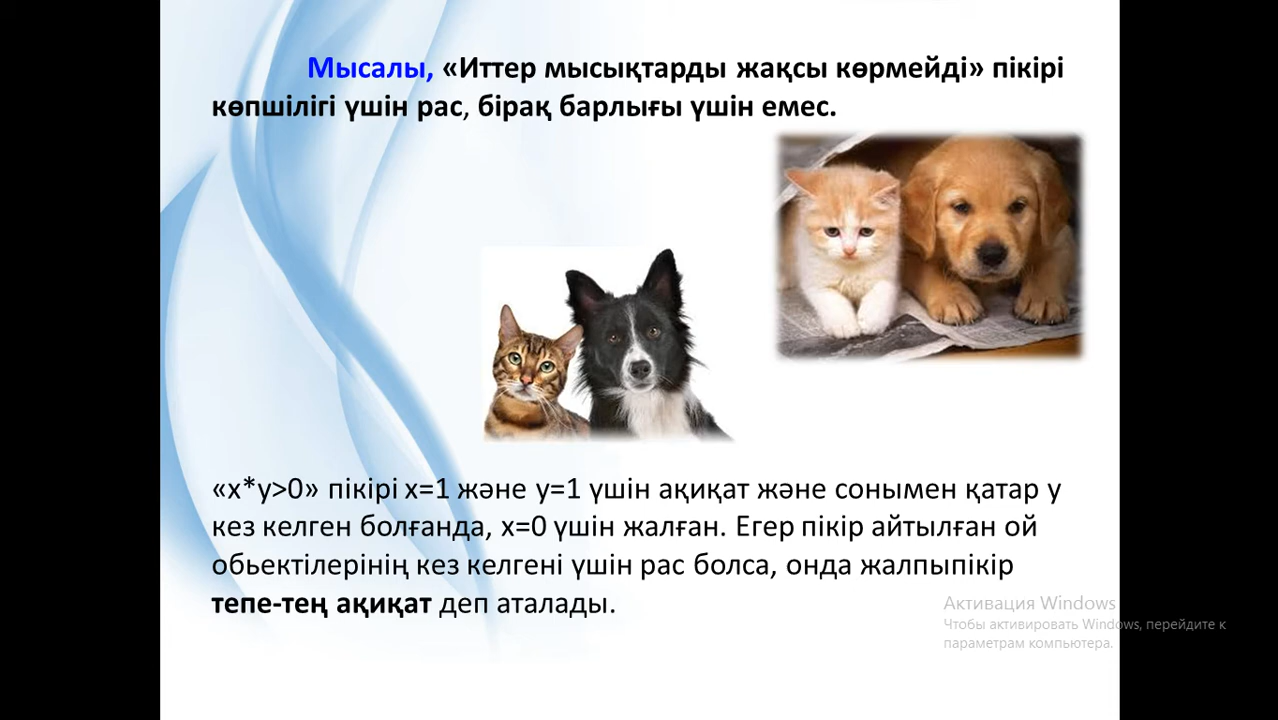 Мысалы, «Иттер мысықтарды жақсы көрмейді» пікірі
көпшілігі үшін рас, бірақ барлығы үшін емес.
«х*у>0» пікірі х=1 және у=1 үшін ақиқат және сонымен қатар у
кез келген болғанда, х=0 үшін жалған. Егер пікір айтылған ой
обьектілерінің кез келгені үшін рас болса, онда жалпыпікір
тепе-тең ақиқат деп аталады.
Активация Windows
Чтобы активировать Windows, перейдите к
параметрам компьютера.